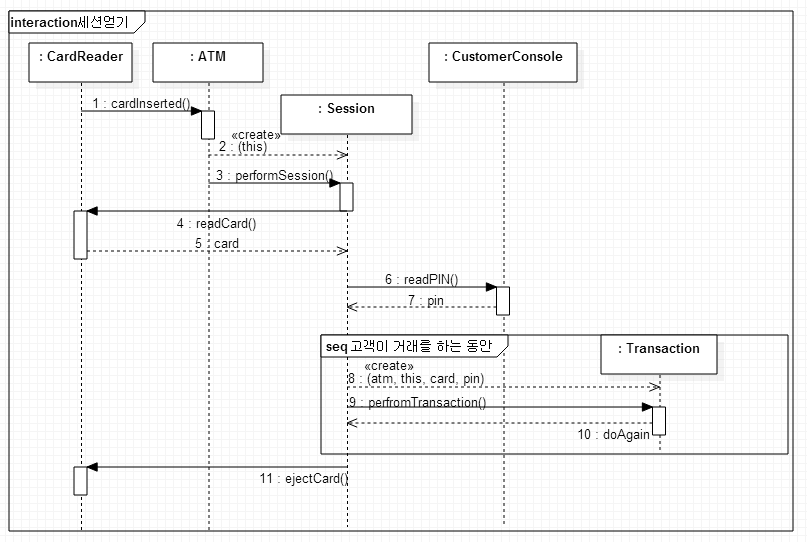 interaction세션얻기
: CardReader
: ATM
: CustomerConsole
: Session
1 : cardInserted()
«create»
2 : (this)
3 : performSession()
4 : readCard()
5 : card
6 : readPIN()
7 : pin
seq 고객미 거래를 하는 동안
: Transaction
«create»
8 : (atm, this, card, pin)
9 : perfromTransaction()
10 : doAgain
11 : ejectCard()